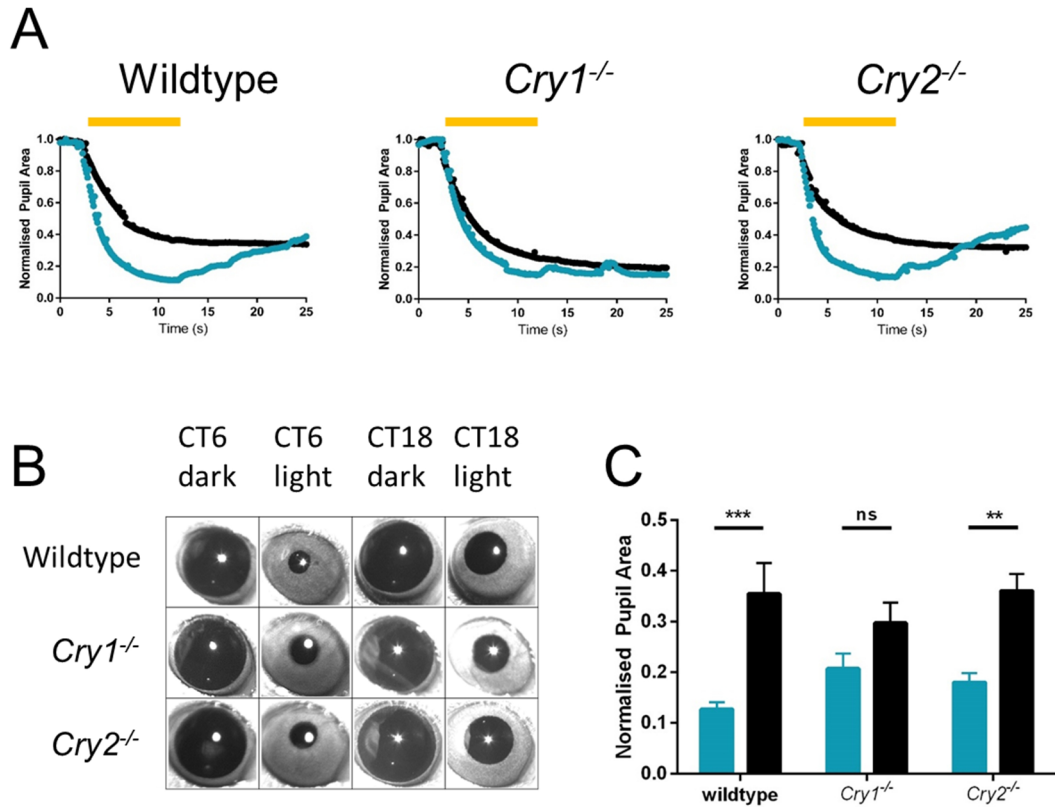 A
Wildtype
Cry1-/-
Cry2-/-
Normalised Pupil Area
1.0
0.8
0.6
0.4
0.2
0.0
0 5 10 15 20 25
Time (s)
Normalised Pupil Area
1.0
0.8
0.6
0.4
0.2
0.0
0 5 10 15 20 25
Time (s)
Normalised Pupil Area
1.0
0.8
0.6
0.4
0.2
0.0
0 5 10 15 20 25
Time (s)
B
CT6 CT6 CT18 CT18
dark light dark light
Wildtype
Cry1-/-
Cry2-/-
C
Normalised Pupil Area
0.5
0.4
0.3
0.2
0.1
0.0
*** ns **
wildtype Cry1-/- Cry2-/-